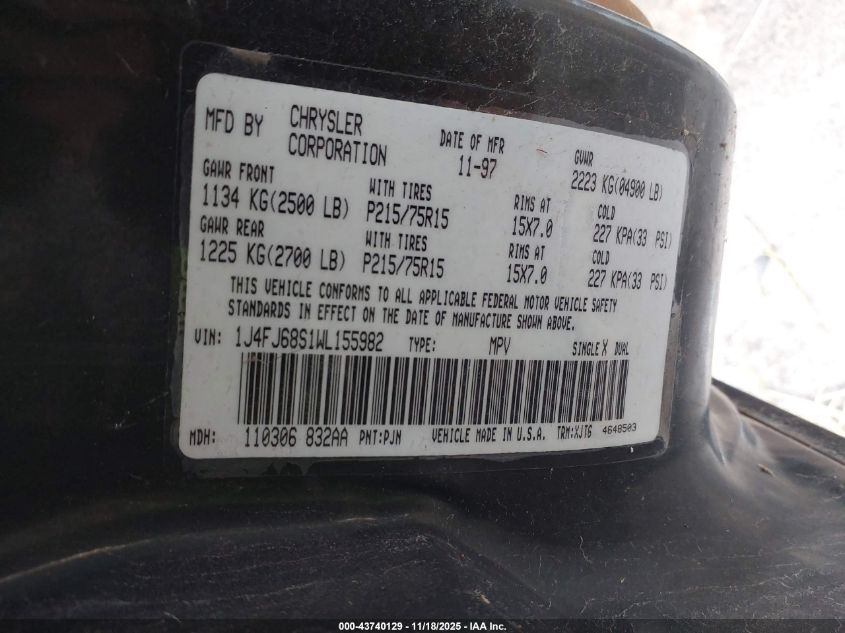 MFD BY CHRYSLER CORPORATION DATE OF MFR 11-97 GVWR 2223 KG(04900 LB)
GAWR FRONT WITH TIRES RIMS AT COLD
1134 KG(2500 LB) P215/75R15 15X7.0 227 KPA(33 PSI)
GAWR REAR WITH TIRES RIMS AT COLD
1225 KG(2700 LB) P215/75R15 15X7.0 227 KPA(33 PSI)
THIS VEHICLE CONFORMS TO ALL APPLICABLE FEDERAL MOTOR VEHICLE SAFETY
STANDARDS IN EFFECT ON THE DATE OF MANUFACTURE SHOWN ABOVE.
VIN: 1J4FJ68S1WL155982 TYPE: MPV SINGLE X DUAL
MDH: 110306 832AA PNT:PJN VEHICLE MADE IN U.S.A. TRM:XJT6 4648503
000-43740129 - 11/18/2025 - IAA Inc.